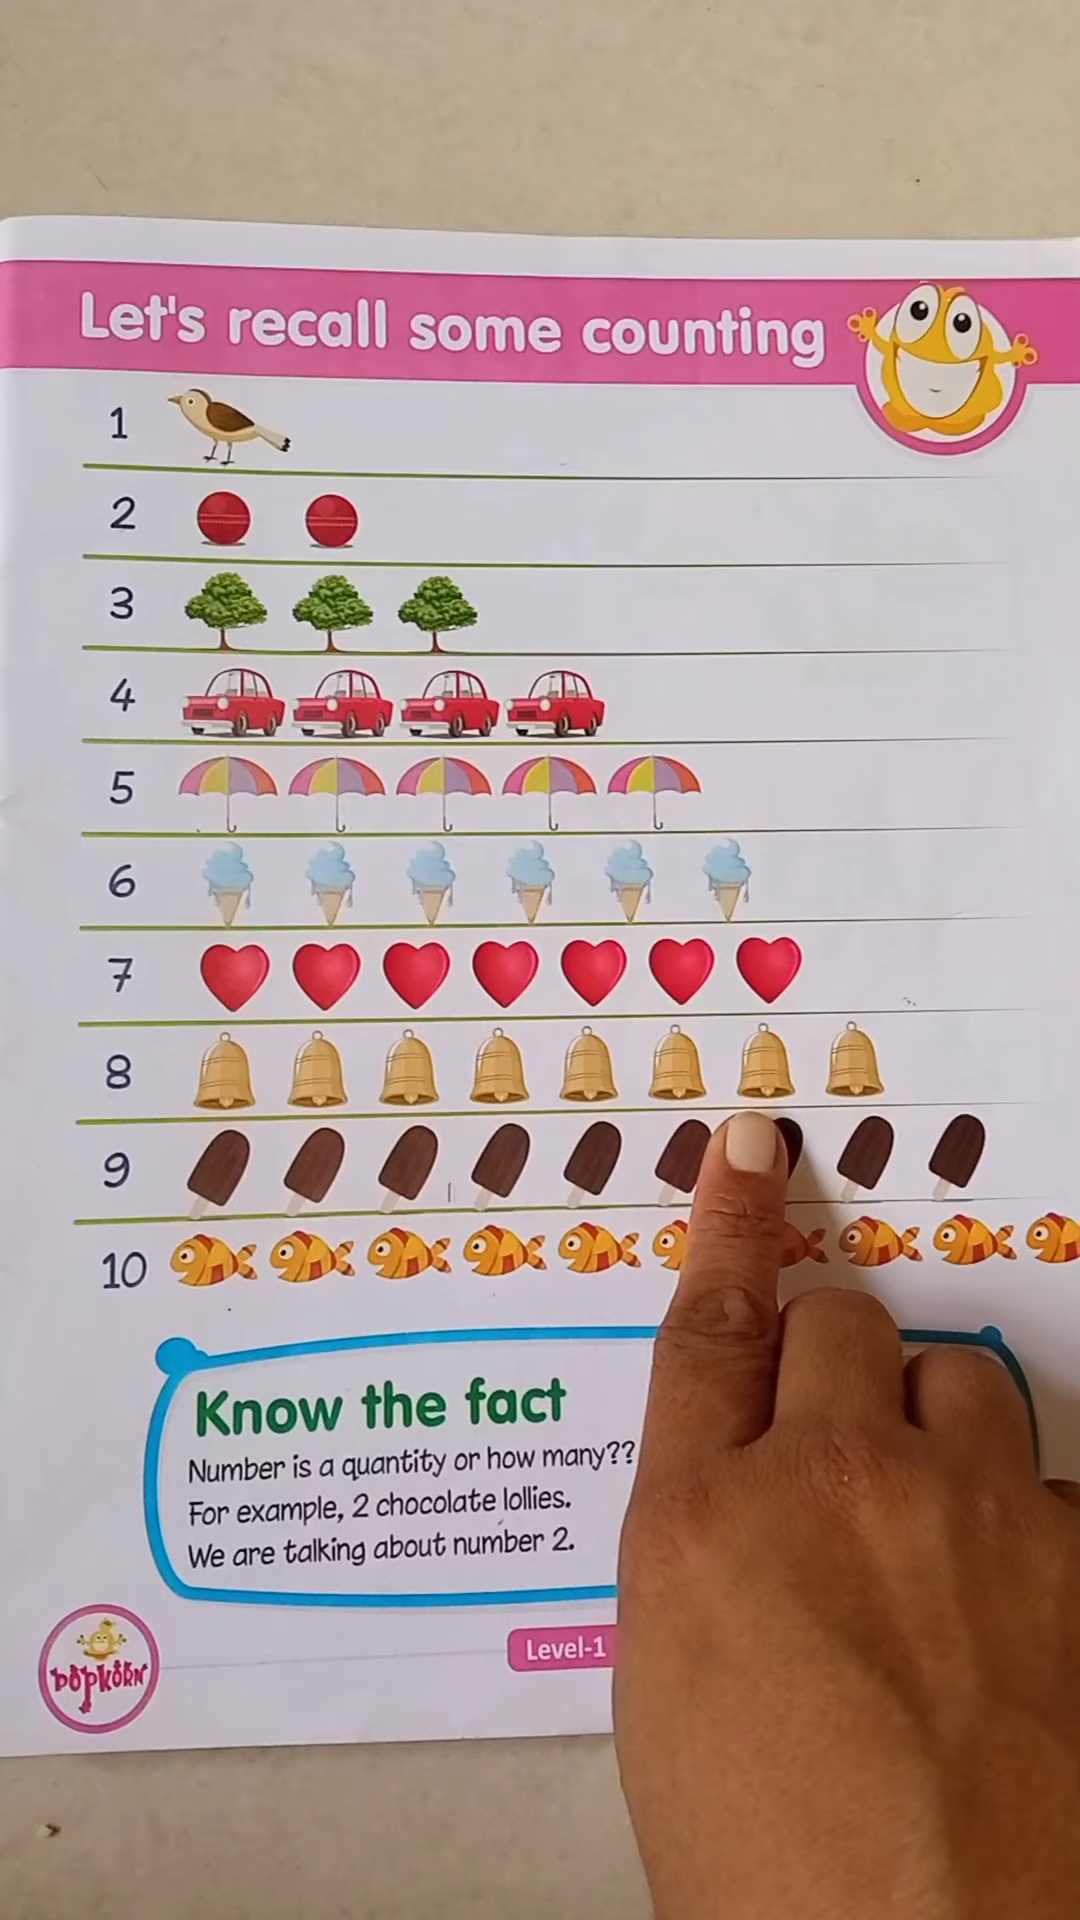 Let's recall some counting
1
2
3
4
5
6
7
8
9
10
Know the fact
Number is a quantity or how many??
For example, 2 chocolate lollies.
We are talking about number 2.
Level-1
POPKORN